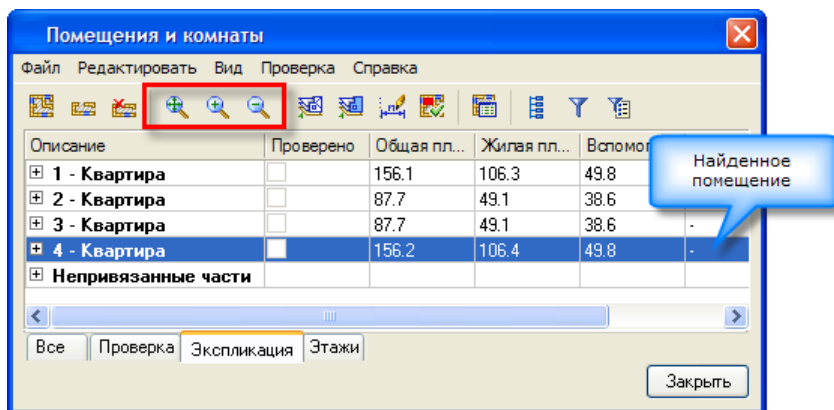 Помещения и комнаты
Файл Редактировать Вид Проверка Справка
Описание Проверено Общая пл... Жилая пл...
1 - Квартира 156.1 106.3 49.8
2 - Квартира 87.7 49.1 38.6
3 - Квартира 87.7 49.1 38.6 -
4 - Квартира 156.2 106.4 49.8 -
Непривязанные части
Найденное
помещение
Все Проверка Экспликация Этажи
Закрыть